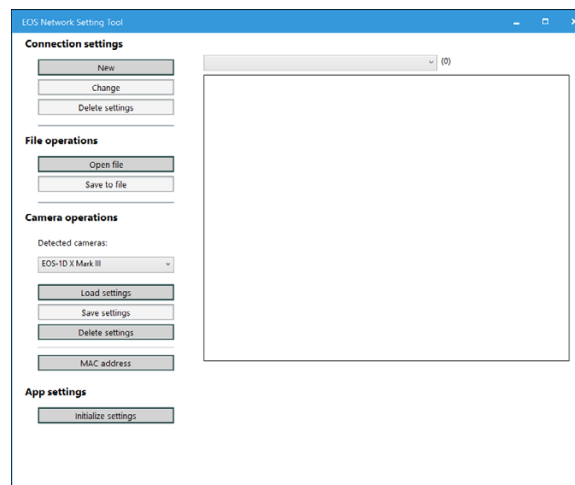 EOS Network Setting Tool
Connection settings
New
Change
Delete settings
(0)
File operations
Open file
Save to file
Camera operations
Detected cameras:
EOS-1D X Mark III
Load settings
Save settings
Delete settings
MAC address
App settings
Initialize settings